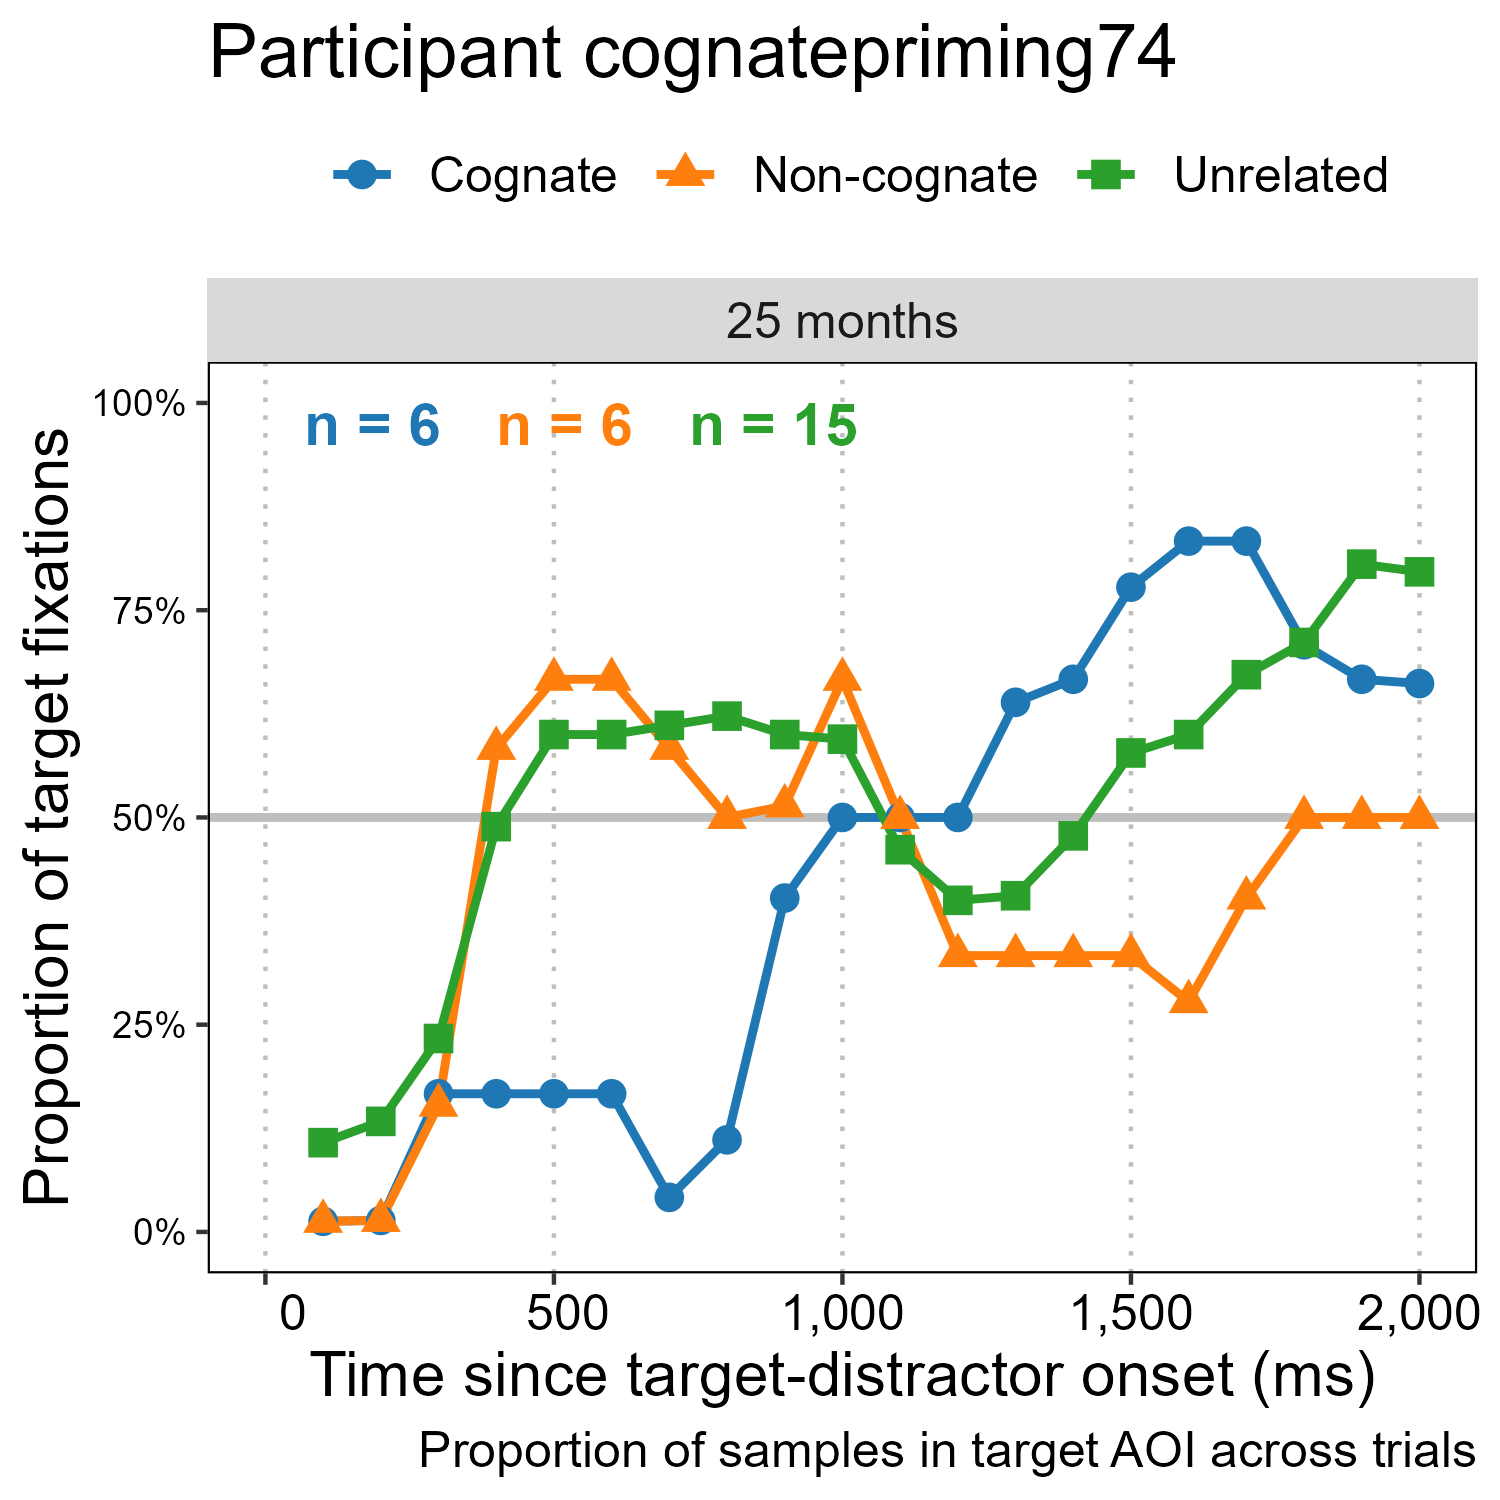 Participant cognatepriming74
Cognate Non-cognate Unrelated
25 months
n = 6 n = 6 n = 15
100%
75%
50%
25%
0%
Proportion of target fixations
0 500 1,000 1,500 2,000
Time since target-distractor onset (ms)
Proportion of samples in target AOI across trials